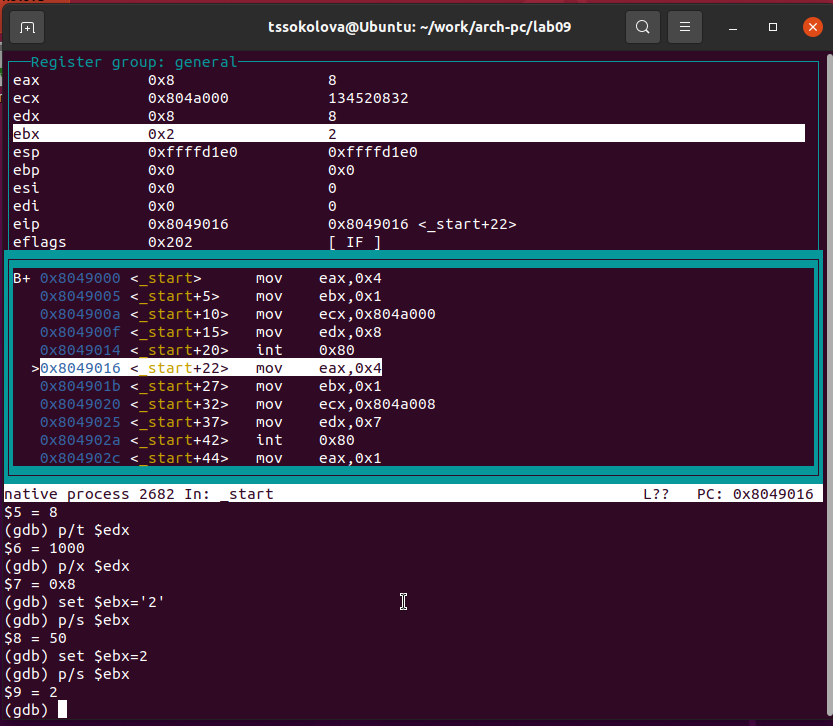 tssokolova@Ubuntu: ~/work/arch-pc/lab09
Register group: general
eax 0x8 8
ecx 0x804a000 134520832
edx 0x8 8
ebx 0x2 2
esp 0xffffd1e0 0xffffd1e0
ebp 0x0 0x0
esi 0x0 0
edi 0x0 0
eip 0x8049016 0x8049016 <_start+22>
eflags 0x202 [ IF ]
B+ 0x8049000 <_start> mov eax,0x4
0x8049005 <_start+5> mov ebx,0x1
0x804900a <_start+10> mov ecx,0x804a000
0x804900f <_start+15> mov edx,0x8
0x8049014 <_start+20> int 0x80
>0x8049016 <_start+22> mov eax,0x4
0x804901b <_start+27> mov ebx,0x1
0x8049020 <_start+32> mov ecx,0x804a008
0x8049025 <_start+37> mov edx,0x7
0x804902a <_start+42> int 0x80
0x804902c <_start+44> mov eax,0x1
native process 2682 In: _start L?? PC: 0x8049016
$5 = 8
(gdb) p/t $edx
$6 = 1000
(gdb) p/x $edx
$7 = 0x8
(gdb) set $ebx='2'
(gdb) p/s $ebx
$8 = 50
(gdb) set $ebx=2
(gdb) p/s $ebx
$9 = 2
(gdb)